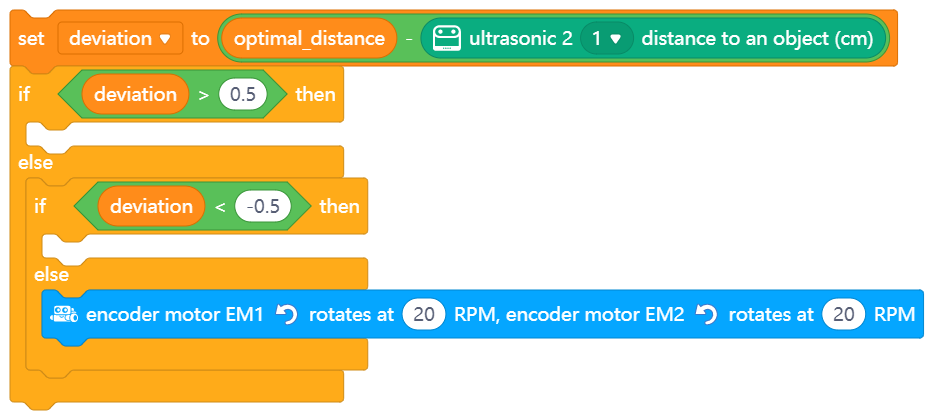 set deviation ▾ to optimal_distance - ultrasonic 2 1 ▾ distance to an object (cm)
if deviation > 0.5 then
else
if deviation < -0.5 then
else
encoder motor EM1 rotates at 20 RPM, encoder motor EM2 rotates at 20 RPM